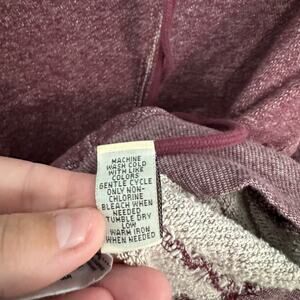 MACHINE
WASH COLD
WITH LIKE
COLORS
GENTLE CYCLE
ONLY NON-
CHLORINE
BLEACH WHEN
NEEDED
TUMBLE DRY
LOW
WARM IRON
WHEN NEEDED